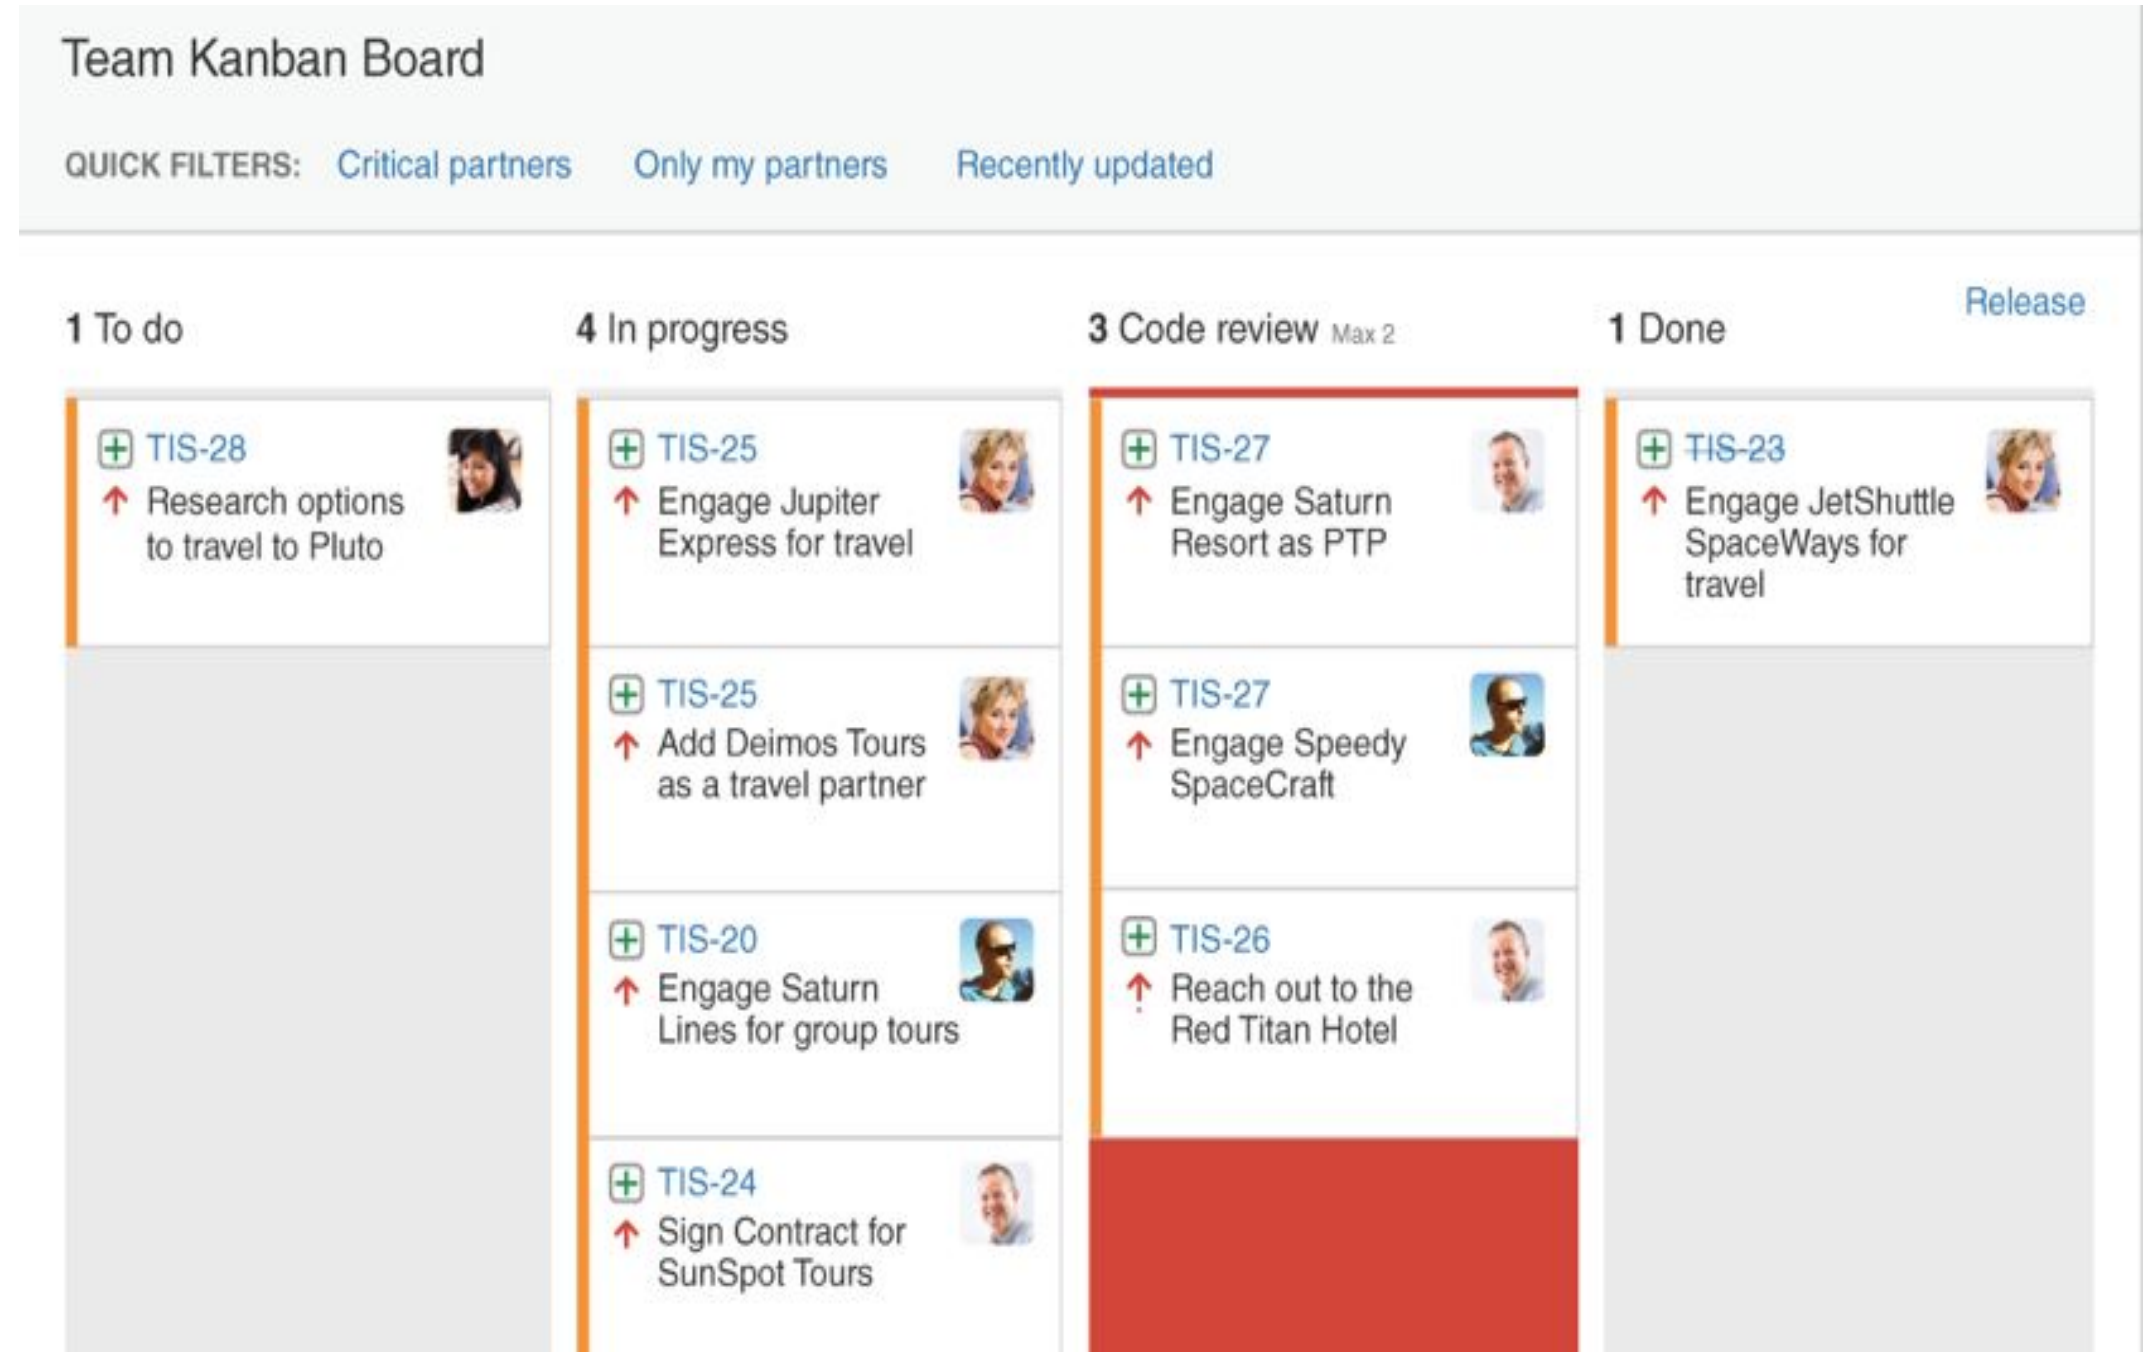 Team Kanban Board
QUICK FILTERS: Critical partners Only my partners Recently updated
Release
1 To do
4 In progress
3 Code review Max 2
1 Done
TIS-28
Research options
to travel to Pluto
TIS-25
Engage Jupiter
Express for travel
TIS-25
Add Deimos Tours
as a travel partner
TIS-20
Engage Saturn
Lines for group tours
TIS-24
Sign Contract for
SunSpot Tours
TIS-27
Engage Saturn
Resort as PTP
TIS-27
Engage Speedy
SpaceCraft
TIS-26
Reach out to the
Red Titan Hotel
TIS-23
Engage JetShuttle
SpaceWays for
travel